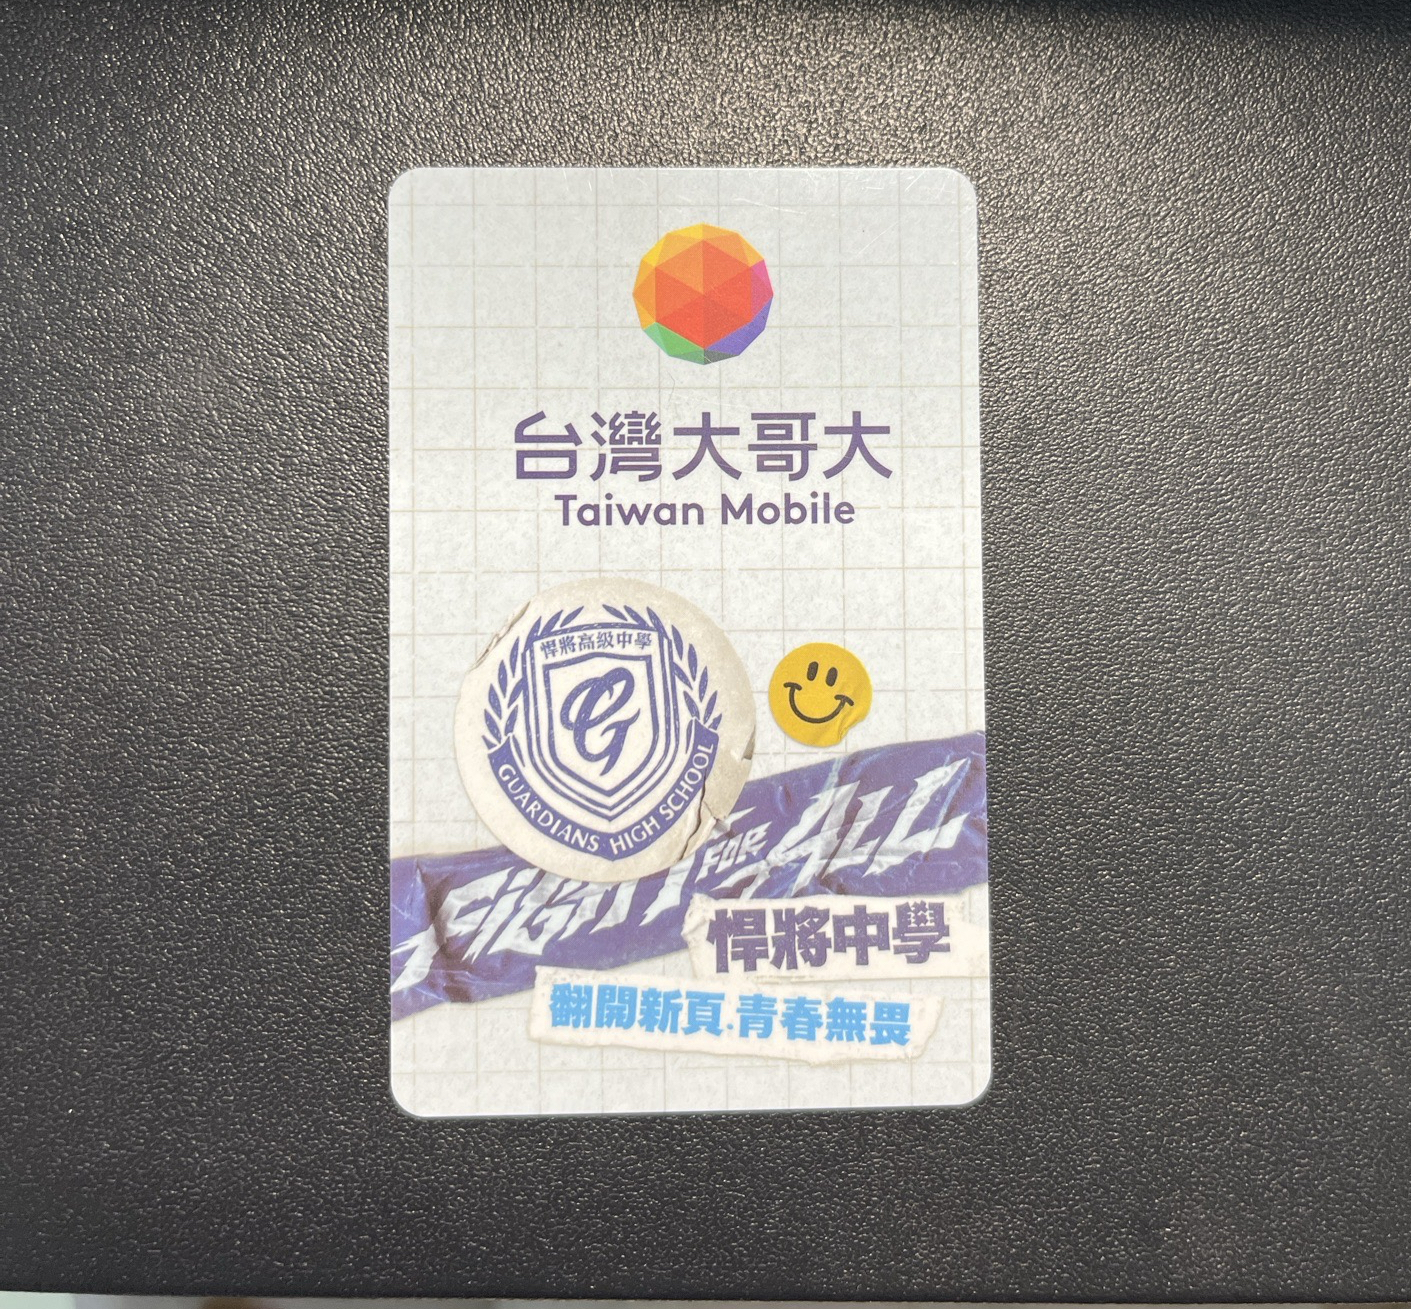 台灣大哥大
Taiwan Mobile
悍將高級中學
G
GUARDIANS HIGH SCHOOL
FIGHT FOR ALL
悍將中學
翻開新頁.青春無畏